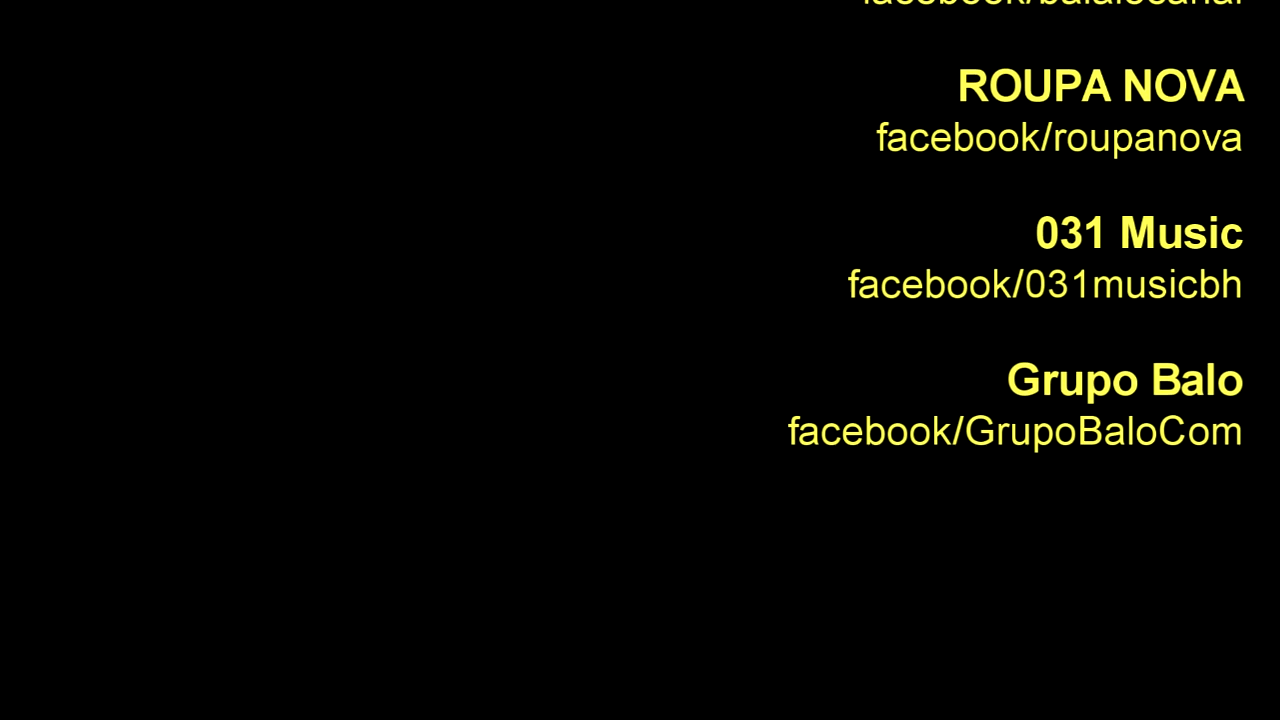 ROUPA NOVA
facebook/roupanova
031 Music
facebook/031musicbh
Grupo Balo
facebook/GrupoBaloCom